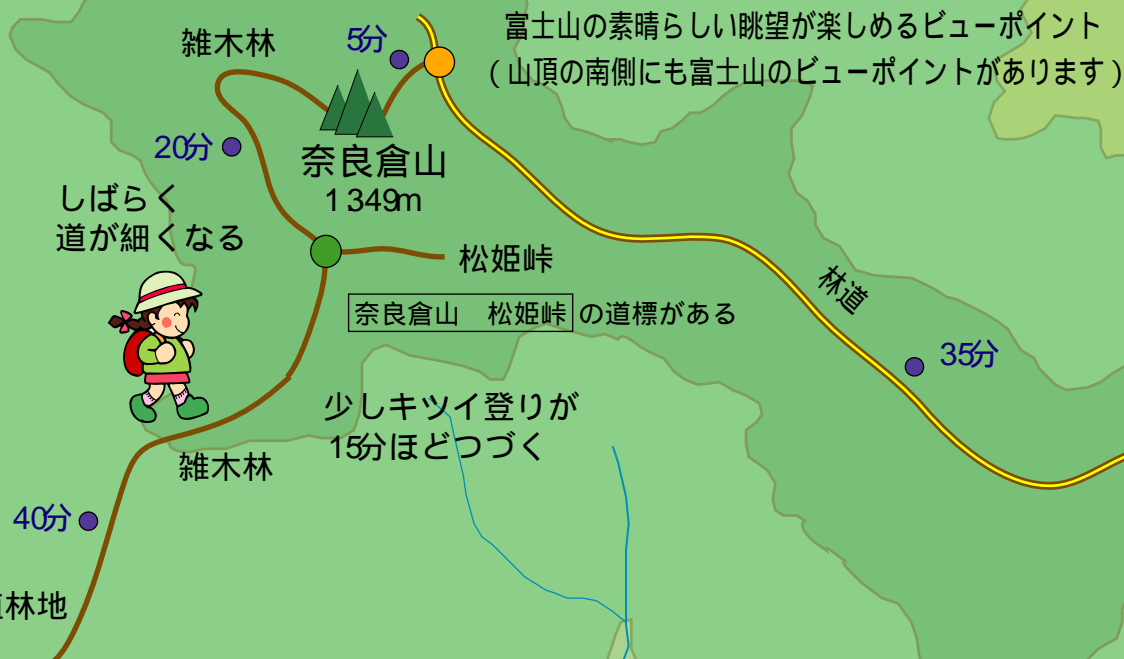 富士山の素晴らしい眺望が楽しめるビューポイント
(山頂の南側にも富士山のビューポイントがあります)
雑木林
5分
20分
奈良倉山
1349m
しばらく
道が細くなる
松姫峠
奈良倉山　松姫峠 の道標がある
林道
35分
少しキツイ登りが
15分ほどつづく
雑木林
40分
林地